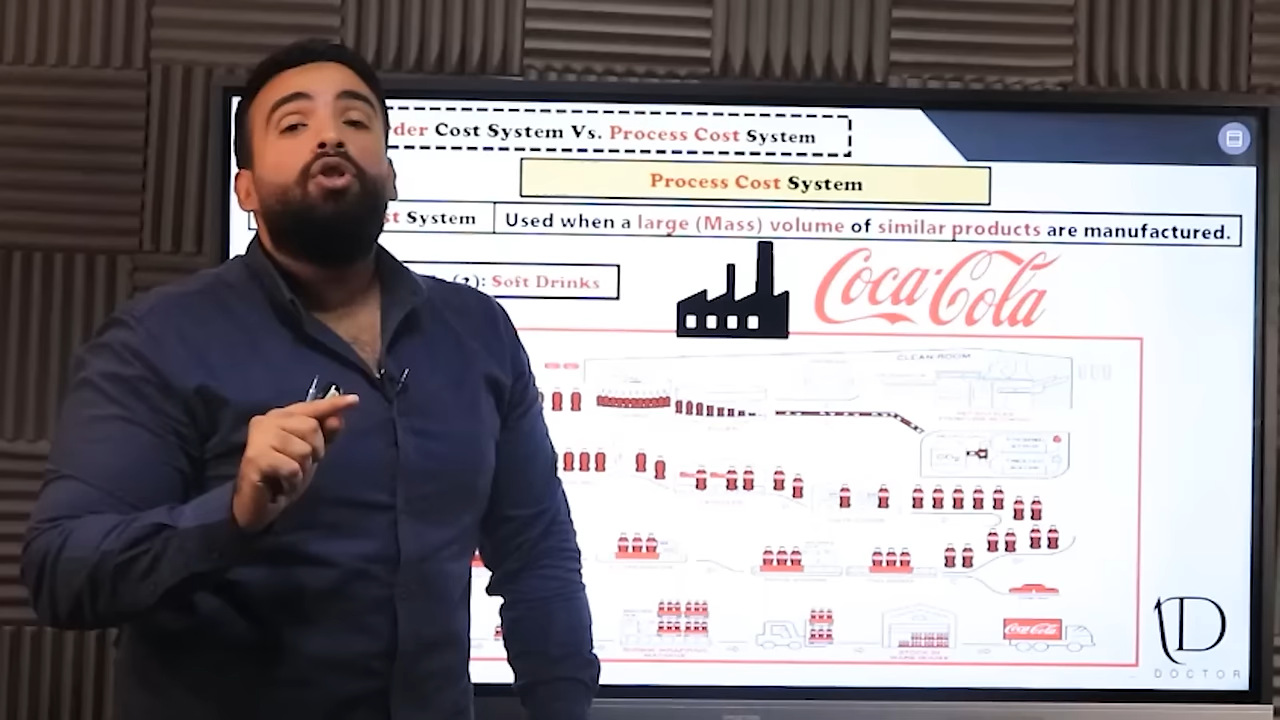 der Cost System Vs. Process Cost System
Process Cost System
st System
Used when a large (Mass) volume of similar products are manufactured.
(2): Soft Drinks
Coca-Cola
CLEAN ROOM
Coca-Cola
D
DOCTOR